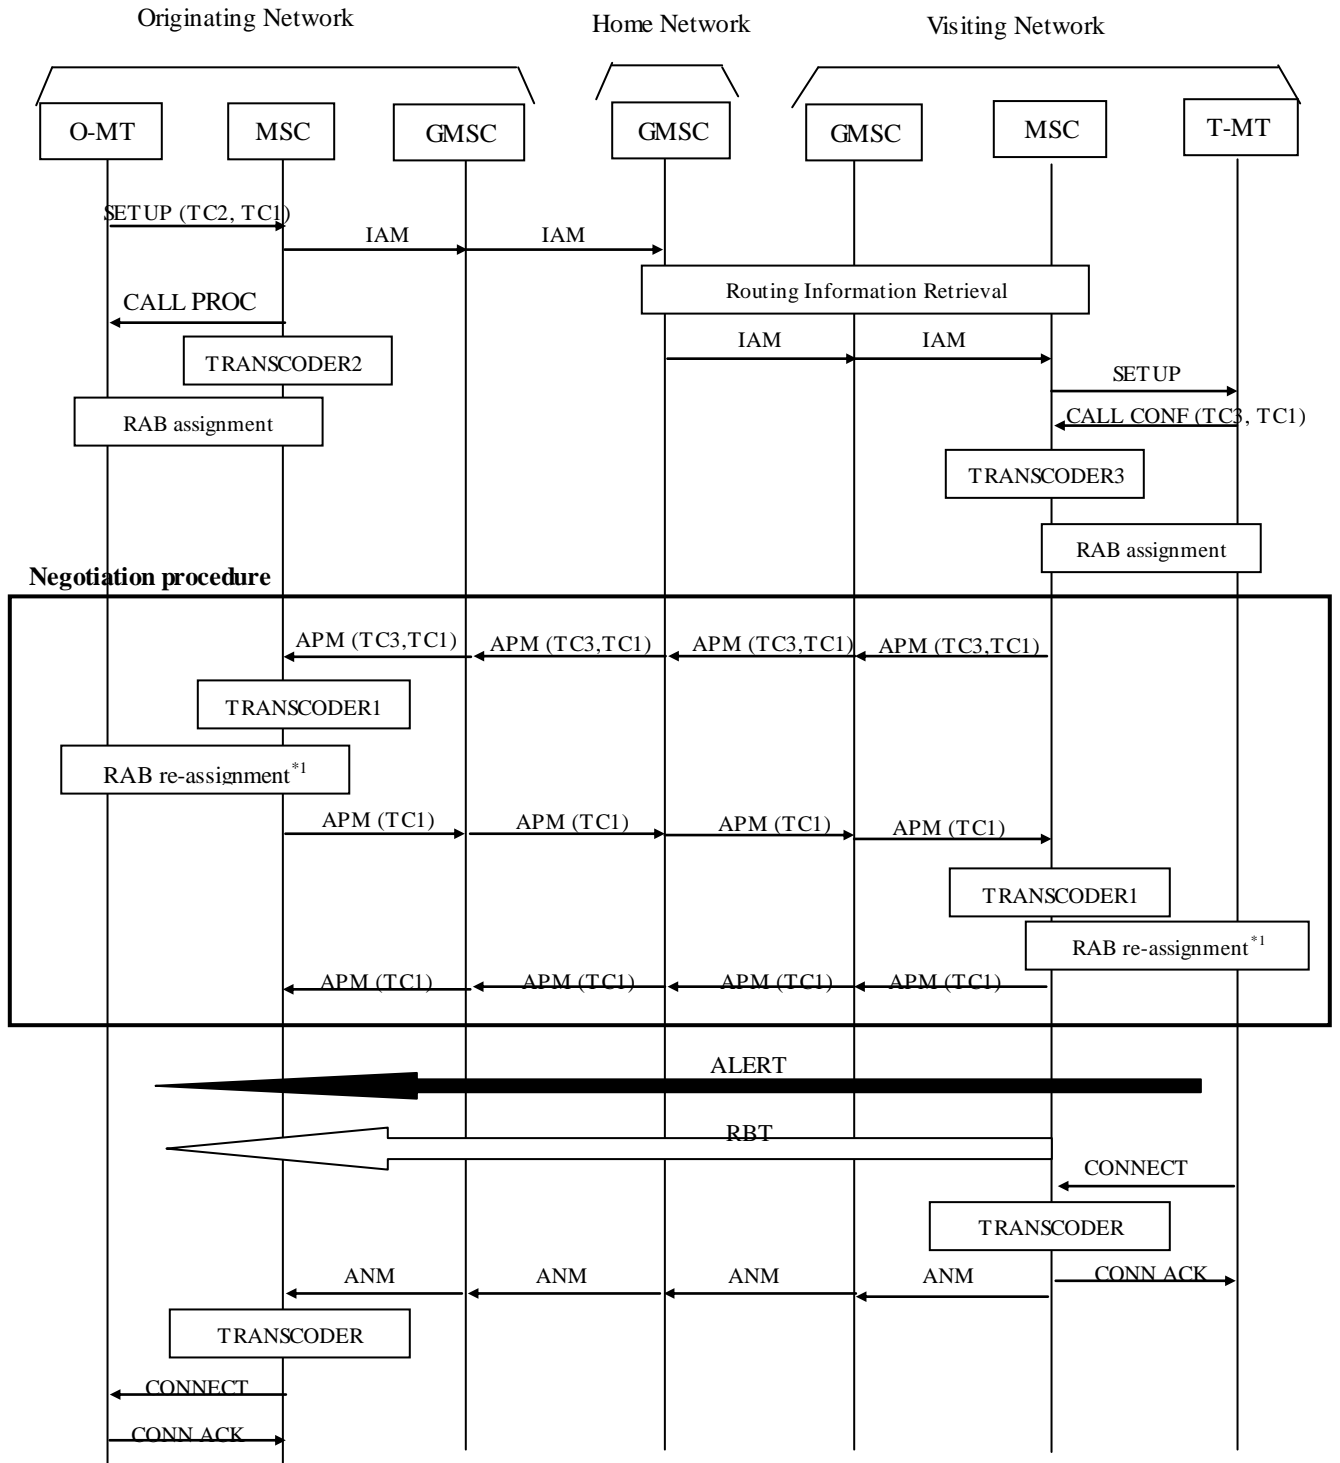 Originating Network
Home Network
Visiting Network
O-MT
MSC
GMSC
GMSC
GMSC
MSC
T-MT
SETUP (TC2, TC1)
IAM
IAM
Routing Information Retrieval
CALL PROC
IAM
IAM
TRANSCODER2
SETUP
RAB assignment
CALL CONF (TC3, TC1)
TRANSCODER3
RAB assignment
Negotiation procedure
APM (TC3,TC1)
APM (TC3,TC1)
APM (TC3,TC1)
APM (TC3,TC1)
TRANSCODER1
RAB re-assignment*1
APM (TC1)
APM (TC1)
APM (TC1)
APM (TC1)
TRANSCODER1
RAB re-assignment*1
APM (TC1)
APM (TC1)
APM (TC1)
APM (TC1)
ALERT
RBT
CONNECT
TRANSCODER
ANM
ANM
ANM
ANM
CONN ACK
TRANSCODER
CONNECT
CONN ACK